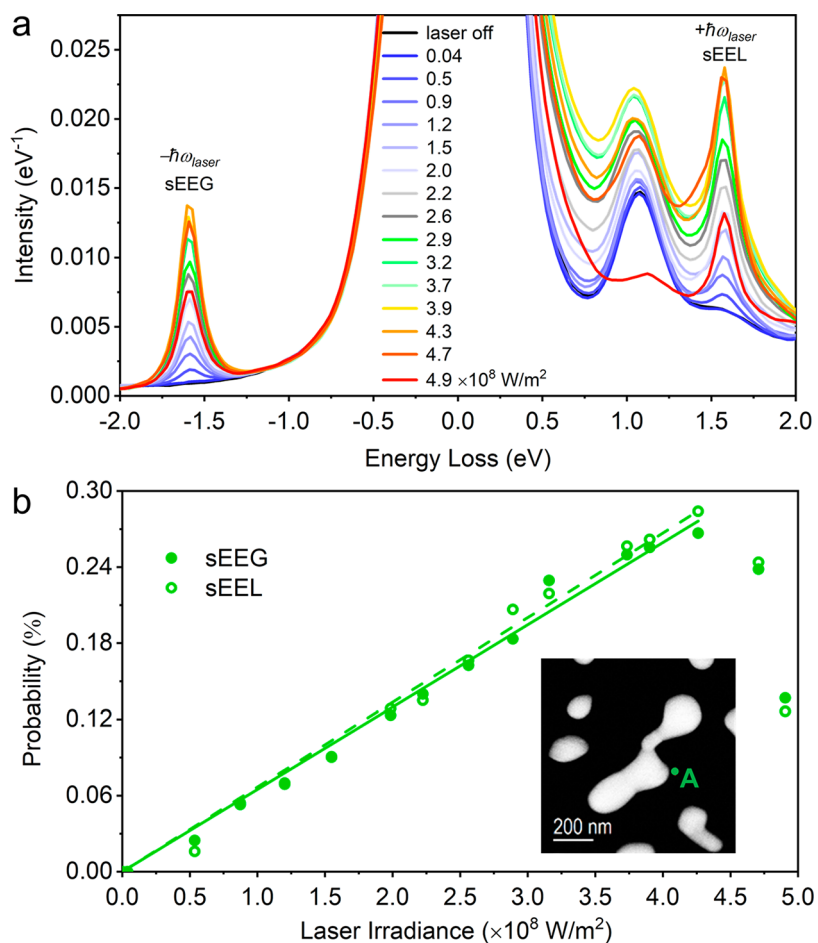 a
−ħω_laser
sEEG
+ħω_laser
sEEL
laser off
0.04
0.5
0.9
1.2
1.5
2.0
2.2
2.6
2.9
3.2
3.7
3.9
4.3
4.7
4.9 ×10⁸ W/m²
Intensity (eV⁻¹)
0.025
0.020
0.015
0.010
0.005
0.000
-2.0 -1.5 -1.0 -0.5 0.0 0.5 1.0 1.5 2.0
Energy Loss (eV)
b
sEEG
sEEL
Probability (%)
0.30
0.24
0.18
0.12
0.06
0.00
A
200 nm
0.0 0.5 1.0 1.5 2.0 2.5 3.0 3.5 4.0 4.5 5.0
Laser Irradiance (×10⁸ W/m²)